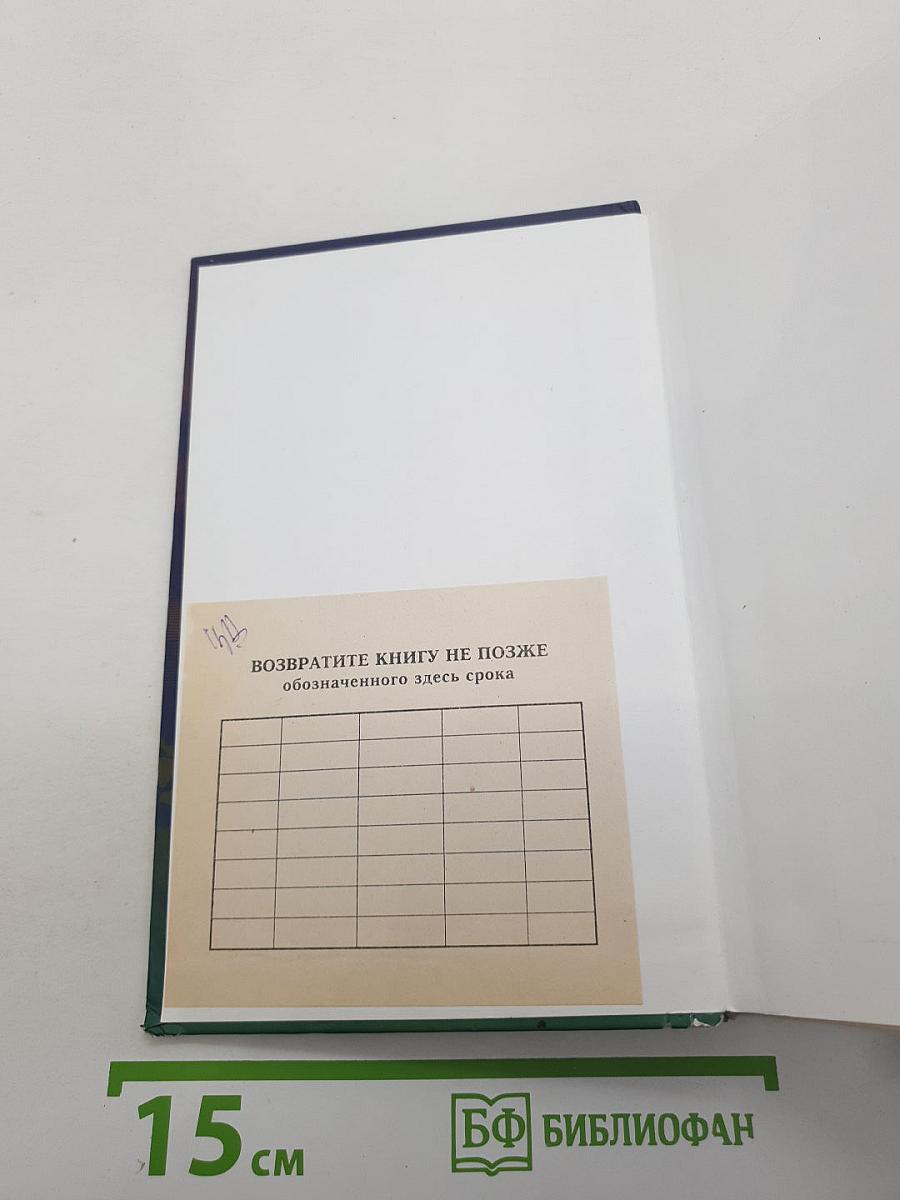 ВОЗВРАТИТЕ КНИГУ НЕ ПОЗЖЕ
обозначенного здесь срока
15 см
БФ БИБЛИОФАН